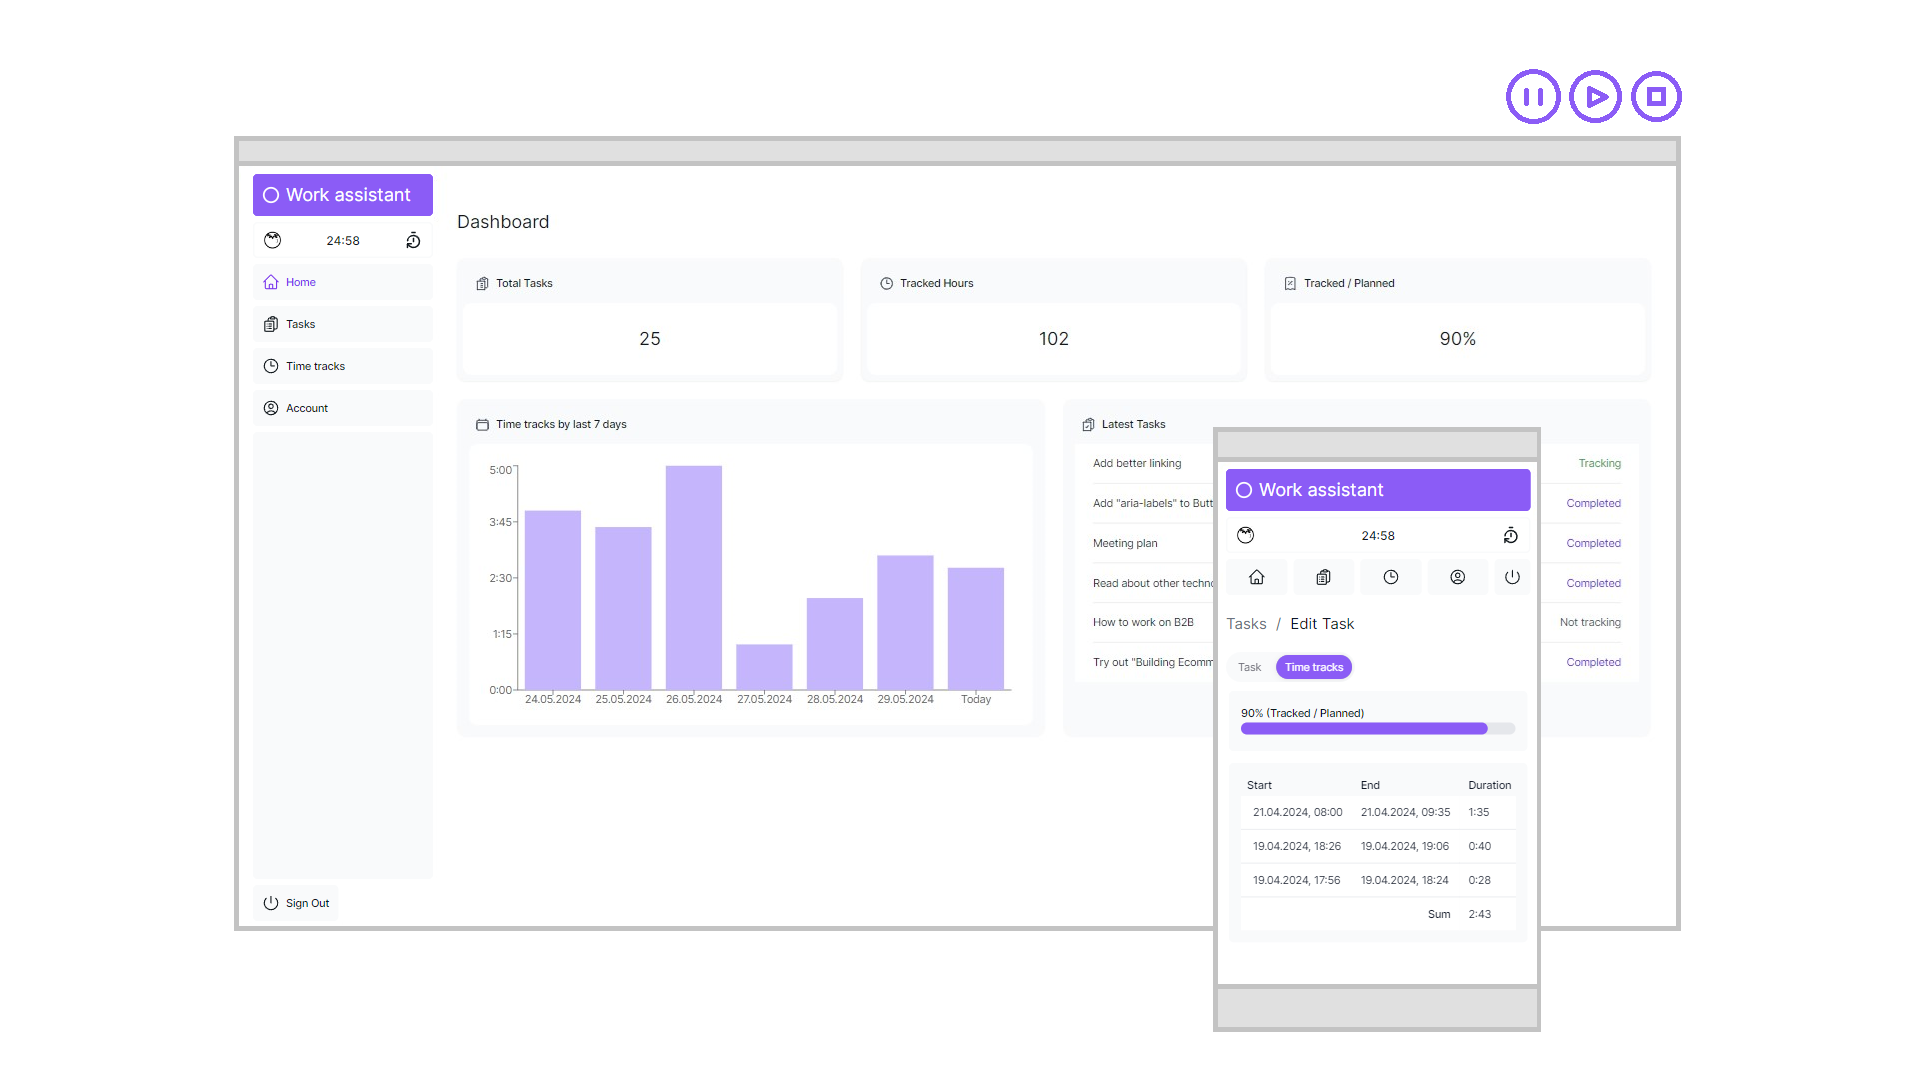 Work assistant
24:58
Home
Tasks
Time tracks
Account
Sign Out
Dashboard
Total Tasks
25
Tracked Hours
102
Tracked / Planned
90%
Time tracks by last 7 days
5:00
3:45
2:30
1:15
0:00
24.05.2024 25.05.2024 26.05.2024 27.05.2024 28.05.2024 29.05.2024 Today
Latest Tasks
Add better linking Tracking
Add "aria-labels" to Completed
Meeting plan Completed
Read about other Completed
How to work on B2B Not tracking
Try out "Building Completed
Work assistant
24:58
Tasks / Edit Task
Task Time tracks
90% (Tracked / Planned)
Start End Duration
21.04.2024, 08:00 21.04.2024, 09:35 1:35
19.04.2024, 18:26 19.04.2024, 19:06 0:40
19.04.2024, 17:56 19.04.2024, 18:24 0:28
Sum 2:43